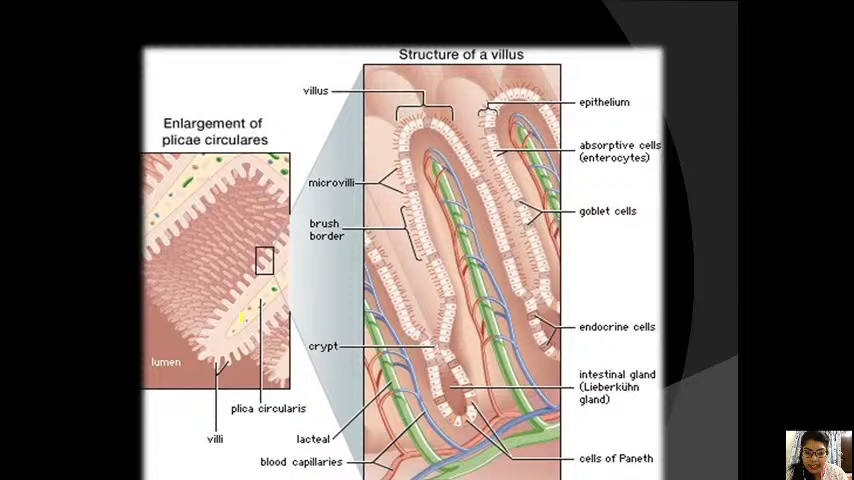 Structure of a villus
villus
epithelium
Enlargement of
plicae circulares
absorptive cells
(enterocytes)
microvilli
goblet cells
brush
border
endocrine cells
crypt
lumen
intestinal gland
(Lieberkühn
gland)
plica circularis
villi
lacteal
blood capillaries
cells of Paneth